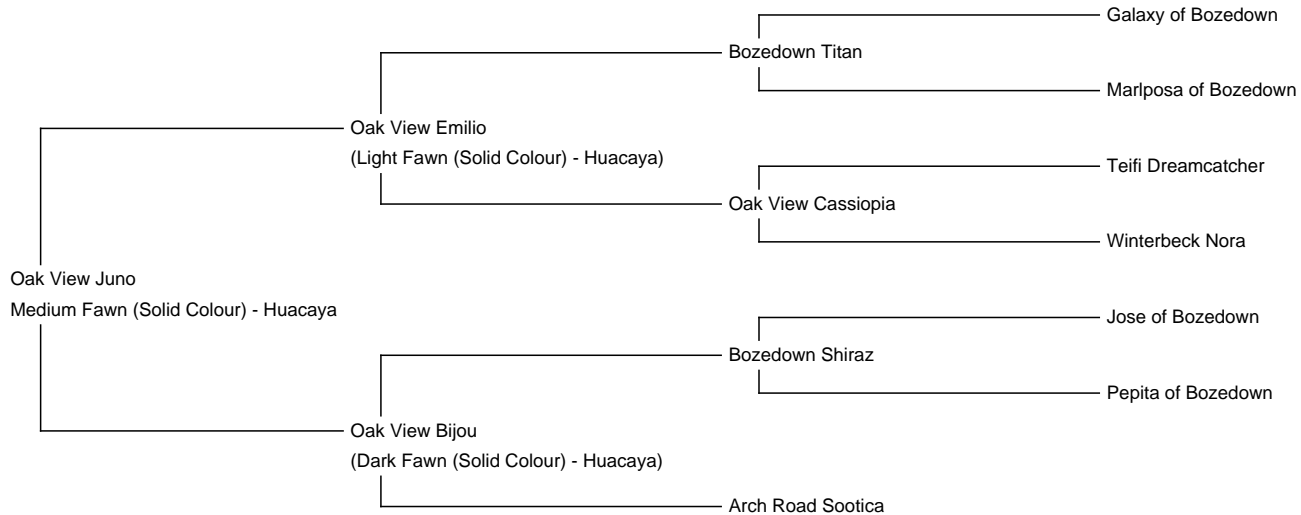 Galaxy of Bozedown
Bozedown Titan
Marlposa of Bozedown
Oak View Emilio
(Light Fawn (Solid Colour) - Huacaya)
Teifi Dreamcatcher
Oak View Cassiopia
Winterbeck Nora
Oak View Juno
Medium Fawn (Solid Colour) - Huacaya
Jose of Bozedown
Bozedown Shiraz
Pepita of Bozedown
Oak View Bijou
(Dark Fawn (Solid Colour) - Huacaya)
Arch Road Sootica